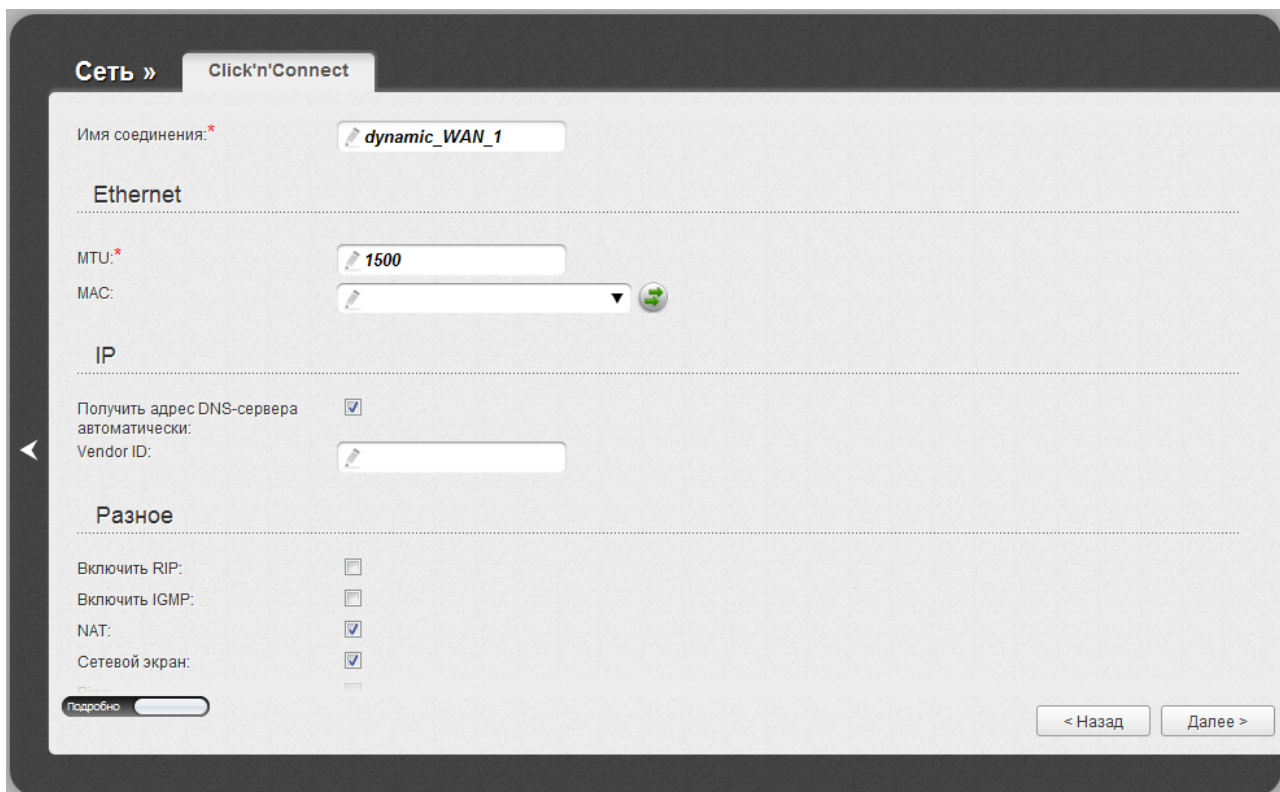 Сеть »
Click'n'Connect
Имя соединения:*
dynamic_WAN_1
Ethernet
MTU:*
1500
MAC:
IP
Получить адрес DNS-сервера
автоматически:
Vendor ID:
Разное
Включить RIP:
Включить IGMP:
NAT:
Сетевой экран:
Ping:
Подробно
< Назад
Далее >